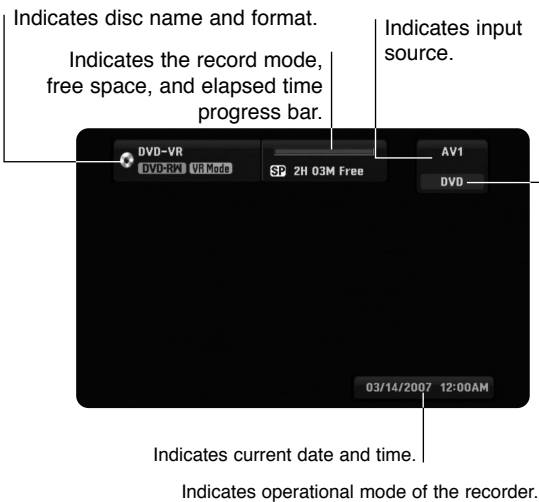 Indicates disc name and format.
Indicates input
source.
Indicates the record mode,
free space, and elapsed time
progress bar.
DVD-VR
DVD-RW VR Mode
SP 2H 03M Free
AV1
DVD
03/14/2007 12:00AM
Indicates current date and time.
Indicates operational mode of the recorder.